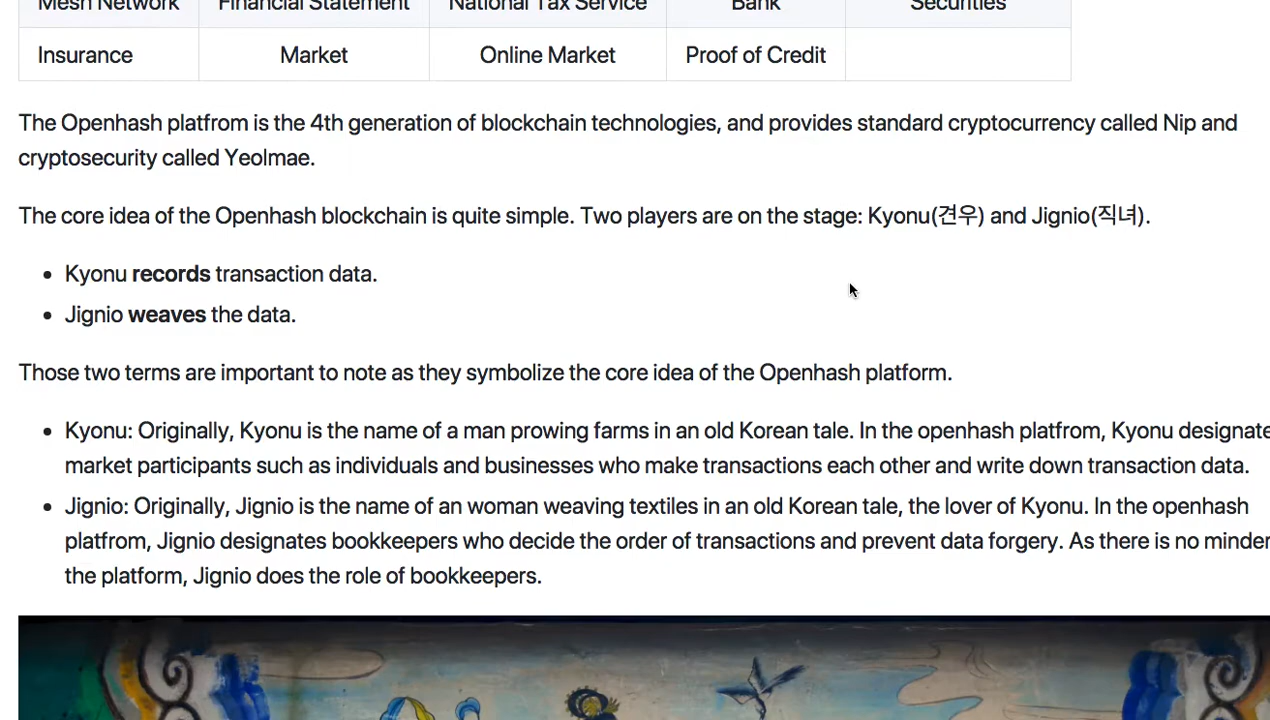 Mesh Network Financial Statement National Tax Service Bank Securities
Insurance Market Online Market Proof of Credit
The Openhash platfrom is the 4th generation of blockchain technologies, and provides standard cryptocurrency called Nip and
cryptosecurity called Yeolmae.
The core idea of the Openhash blockchain is quite simple. Two players are on the stage: Kyonu(견우) and Jignio(직녀).
• Kyonu records transaction data.
• Jignio weaves the data.
Those two terms are important to note as they symbolize the core idea of the Openhash platform.
• Kyonu: Originally, Kyonu is the name of a man prowing farms in an old Korean tale. In the openhash platfrom, Kyonu designate
market participants such as individuals and businesses who make transactions each other and write down transaction data.
• Jignio: Originally, Jignio is the name of an woman weaving textiles in an old Korean tale, the lover of Kyonu. In the openhash
platfrom, Jignio designates bookkeepers who decide the order of transactions and prevent data forgery. As there is no minder
the platform, Jignio does the role of bookkeepers.